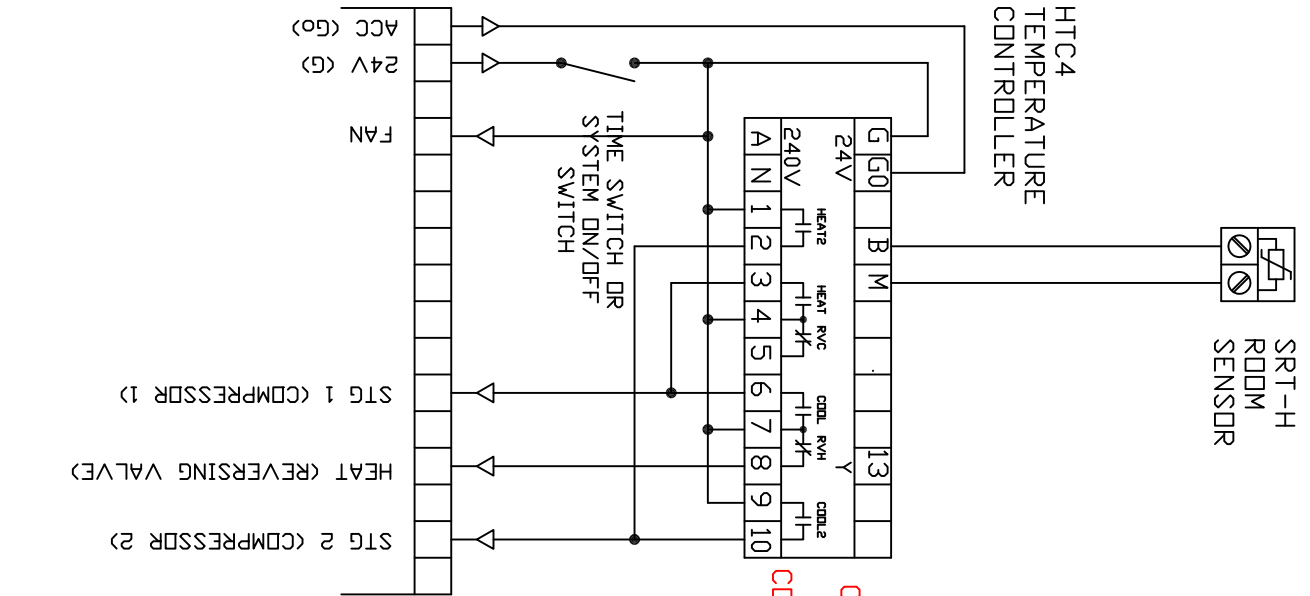 ACC (Go)
24V (G)
FAN
STG 1 (COMPRESSOR 1)
HEAT (REVERSING VALVE)
STG 2 (COMPRESSOR 2)
TIME SWITCH OR
SYSTEM ON/OFF
SWITCH
A
N
1
2
3
4
5
6
7
8
9
10
240V
24V
HEAT2
HEAT RVC
COOL RVH
COOL2
Y
G
G0
B
M
13
HTC4
TEMPERATURE
CONTROLLER
SRT-H
ROOM
SENSOR